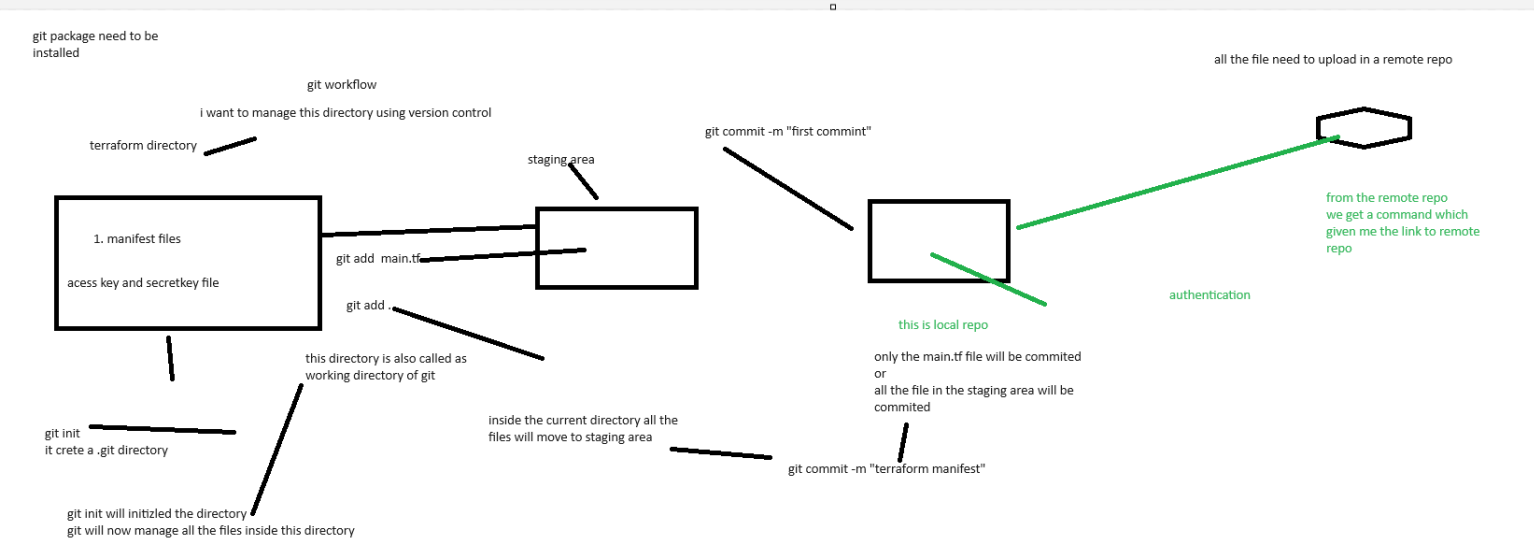 git package need to be
installed
git workflow
i want to manage this directory using version control
terraform directory
staging area
git commit -m "first commint"
all the file need to upload in a remote repo
1. manifest files
acess key and secretkey file
git add  main.tf
git add .
this directory is also called as
working directory of git
git init
it crete a .git directory
git init will initizled the directory
git will now manage all the files inside this directory
inside the current directory all the
files will move to staging area
git commit -m "terraform manifest"
this is local repo
only the main.tf file will be commited
or
all the file in the staging area will be
commited
authentication
from the remote repo
we get a command which
given me the link to remote
repo